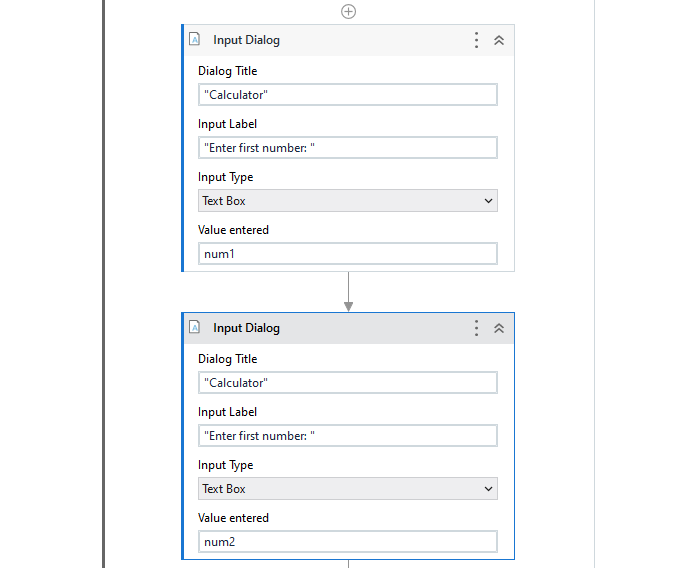 Input Dialog
Dialog Title
"Calculator"
Input Label
"Enter first number: "
Input Type
Text Box
Value entered
num1
Input Dialog
Dialog Title
"Calculator"
Input Label
"Enter first number: "
Input Type
Text Box
Value entered
num2